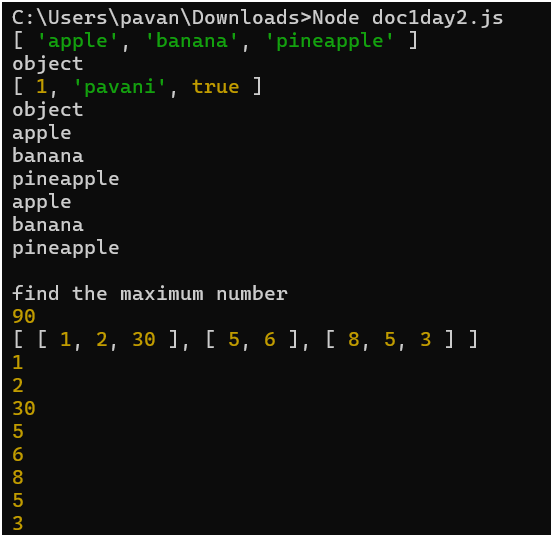 C:\Users\pavan\Downloads>Node doc1day2.js
[ 'apple', 'banana', 'pineapple' ]
object
[ 1, 'pavani', true ]
object
apple
banana
pineapple
apple
banana
pineapple
find the maximum number
90
[ [ 1, 2, 30 ], [ 5, 6 ], [ 8, 5, 3 ] ]
1
2
30
5
6
8
5
3